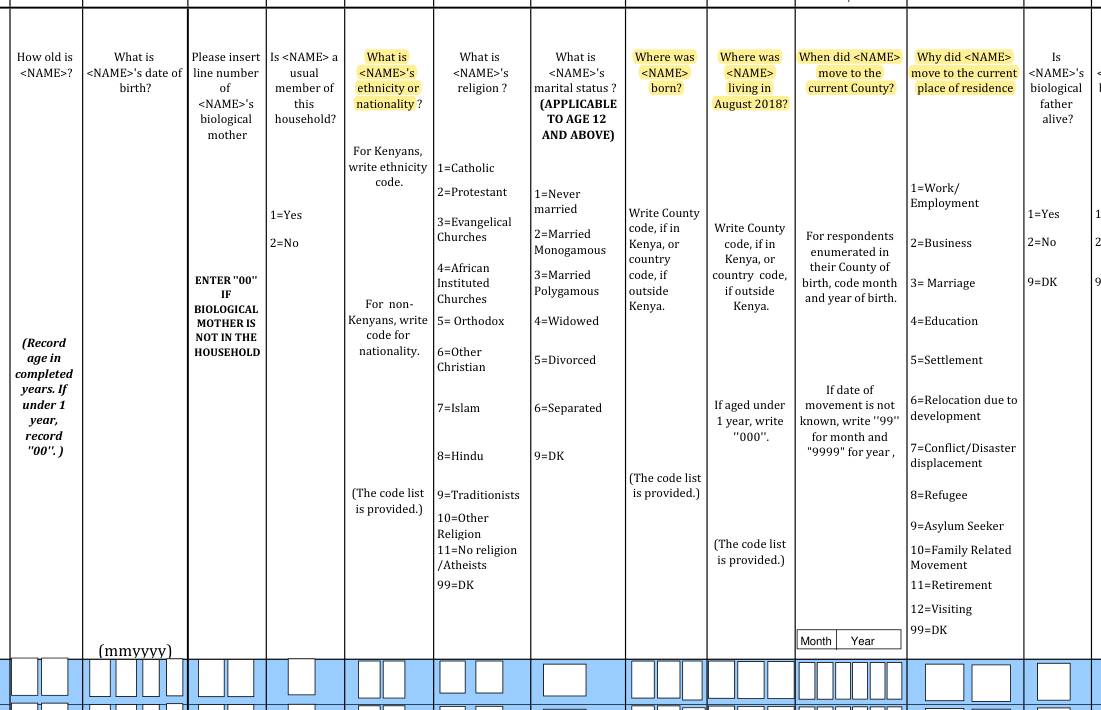 How old is
<NAME>?
(Record
age in
completed
years. If
under 1
year,
record
"00". )
What is
<NAME>'s date of
birth?
(mmyyyy)
Please insert
line number
of
<NAME>'s
biological
mother
ENTER "00"
IF
BIOLOGICAL
MOTHER IS
NOT IN THE
HOUSEHOLD
Is <NAME> a
usual
member of
this
household?
1=Yes
2=No
What is
<NAME>'s
ethnicity or
nationality ?
For Kenyans,
write ethnicity
code.
For non-
Kenyans, write
code for
nationality.
(The code list
is provided.)
What is
<NAME>'s
religion ?
1=Catholic
2=Protestant
3=Evangelical
Churches
4=African
Instituted
Churches
5= Orthodox
6=Other
Christian
7=Islam
8=Hindu
9=Traditionists
10=Other
Religion
11=No religion
/Atheists
99=DK
What is
<NAME>'s
marital status ?
(APPLICABLE
TO AGE 12
AND ABOVE)
1=Never
married
2=Married
Monogamous
3=Married
Polygamous
4=Widowed
5=Divorced
6=Separated
9=DK
Where was
<NAME>
born?
Write County
code, if in
Kenya, or
country
code, if
outside
Kenya.
(The code list
is provided.)
Where was
<NAME>
living in
August 2018?
Write County
code, if in
Kenya, or
country code,
if outside
Kenya.
If aged under
1 year, write
"000".
(The code list
is provided.)
When did <NAME>
move to the
current County?
For respondents
enumerated in
their County of
birth, code month
and year of birth.
If date of
movement is not
known, write "99"
for month and
"9999" for year ,
Month Year
Why did <NAME>
move to the current
place of residence
1=Work/
Employment
2=Business
3= Marriage
4=Education
5=Settlement
6=Relocation due to
development
7=Conflict/Disaster
displacement
8=Refugee
9=Asylum Seeker
10=Family Related
Movement
11=Retirement
12=Visiting
99=DK
Is
<NAME>'s
biological
father
alive?
1=Yes
2=No
9=DK
1
2
9